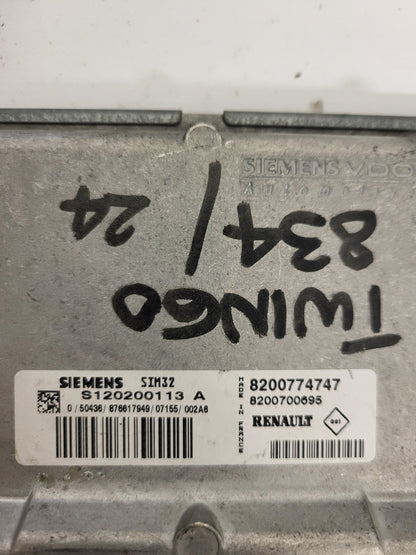 SIEMENS VDO
Automotive
TWINGO
834/
24
SIEMENS SIM32
S120200113 A
0/50436/876617949/07155/002A6
MADE IN FRANCE
8200774747
8200700695
RENAULT